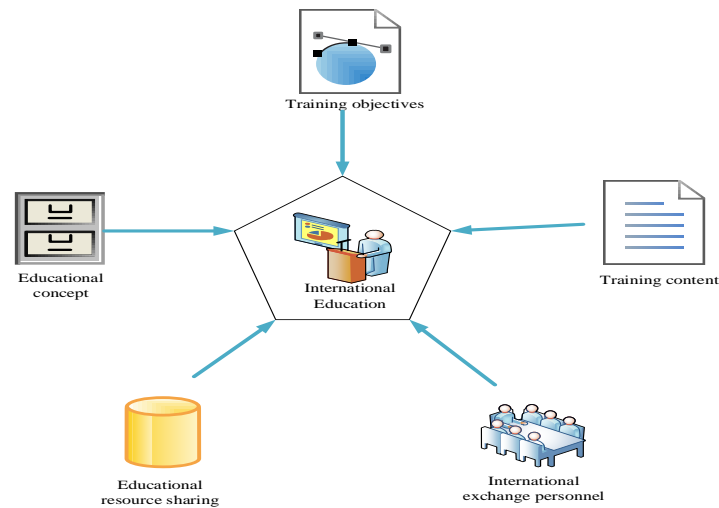 Training objectives
Educational
concept
International
Education
Training content
Educational
resource sharing
International
exchange personnel